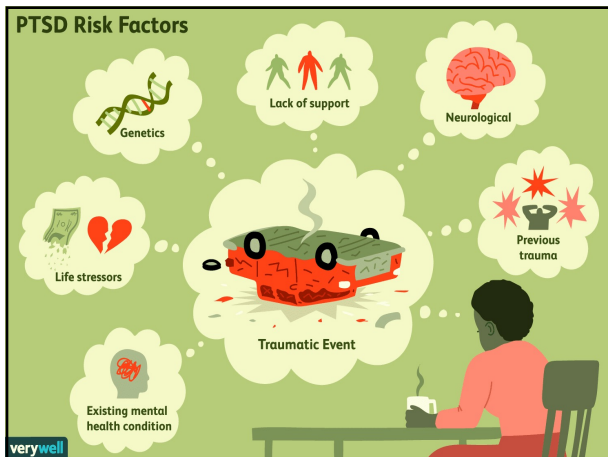 PTSD Risk Factors
Lack of support
Genetics
Neurological
Previous
trauma
Life stressors
Traumatic Event
Existing mental
health condition
verywell